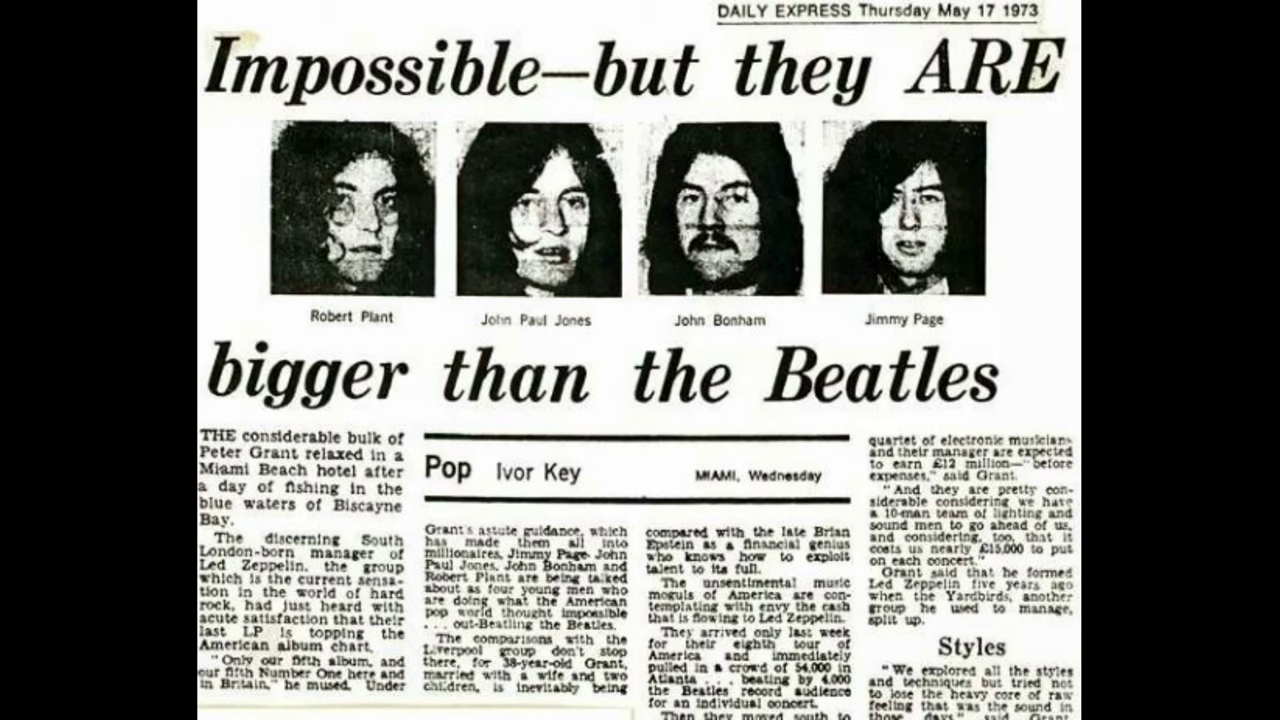 DAILY EXPRESS Thursday May 17 1973
Impossible—but they ARE
Robert Plant
John Paul Jones
John Bonham
Jimmy Page
bigger than the Beatles
THE considerable bulk of
Peter Grant relaxed in a
Miami Beach hotel after
a day of fishing in the
blue waters of Biscayne
Bay.
The discerning South
London-born manager of
Led Zeppelin, the group
which is the current sensa-
tion in the world of hard
rock, had just heard with
acute satisfaction that their
last LP is topping the
American album chart.
"Only our fifth album, and
our fifth Number One here and
in Britain," he mused. Under
Pop Ivor Key
MIAMI, Wednesday
Grant's astute guidance, which
has made them all into
millionaires, Jimmy Page, John
Paul Jones, John Bonham and
Robert Plant are being talked
about as four young men who
are doing what the American
pop world thought impossible
. . . out-Beatling the Beatles.
The comparisons with the
Liverpool group don't stop
there, for 38-year-old Grant,
married with a wife and two
children, is inevitably being
compared with the late Brian
Epstein as a financial genius
who knows how to exploit
talent to its full.
The unsentimental music
moguls of America are con-
templating with envy the cash
that is flowing to Led Zeppelin.
They arrived only last week
for their eighth tour of
America and immediately
pulled in a crowd of 54,000 in
Atlanta . . . beating by 4,000
the Beatles' record audience
for an individual concert.
Then they moved south to
quartet of electronic musicians
and their manager are expected
to earn £12 million—"before
expenses," said Grant.
"And they are pretty con-
siderable considering we have
a 10-man team of lighting and
sound men to go ahead of us,
and considering, too, that it
costs us nearly £15,000 to put
on each concert."
Grant said that he formed
Led Zeppelin five years ago
when the Yardbirds, another
group he used to manage,
split up.
Styles
"We explored all the styles
and techniques but tried not
to lose the heavy core of raw
feeling that was the sound in
those days" said Grant